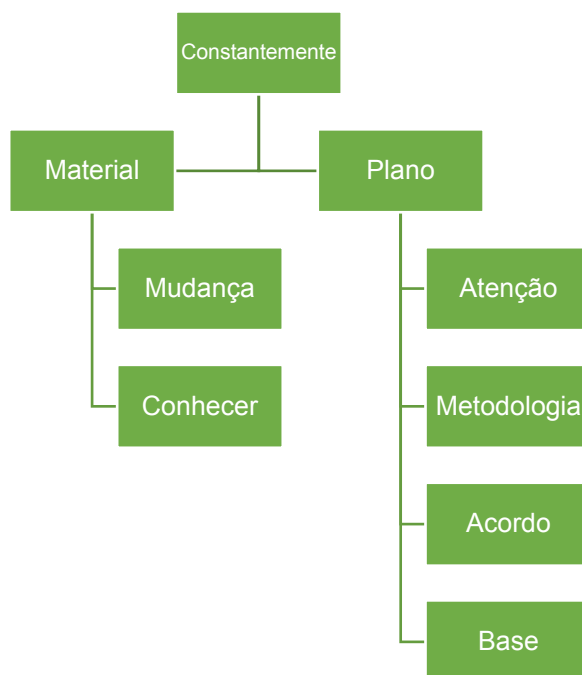 Constantemente
Material
Plano
Mudança
Conhecer
Atenção
Metodologia
Acordo
Base